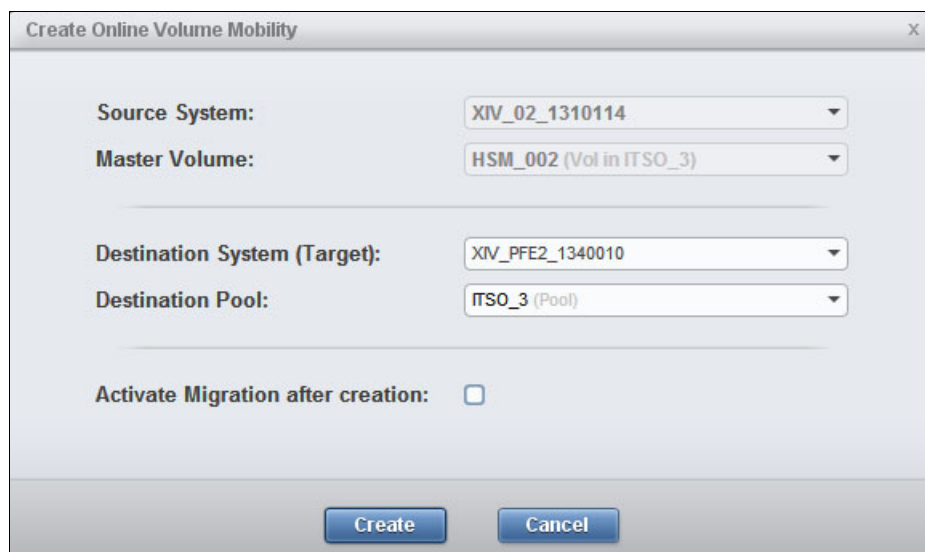 Create Online Volume Mobility x
Source System: XIV_02_1310114
Master Volume: HSM_002 (Vol in ITSO_3)
Destination System (Target): XIV_PFE2_1340010
Destination Pool: ITSO_3 (Pool)
Activate Migration after creation:
Create Cancel